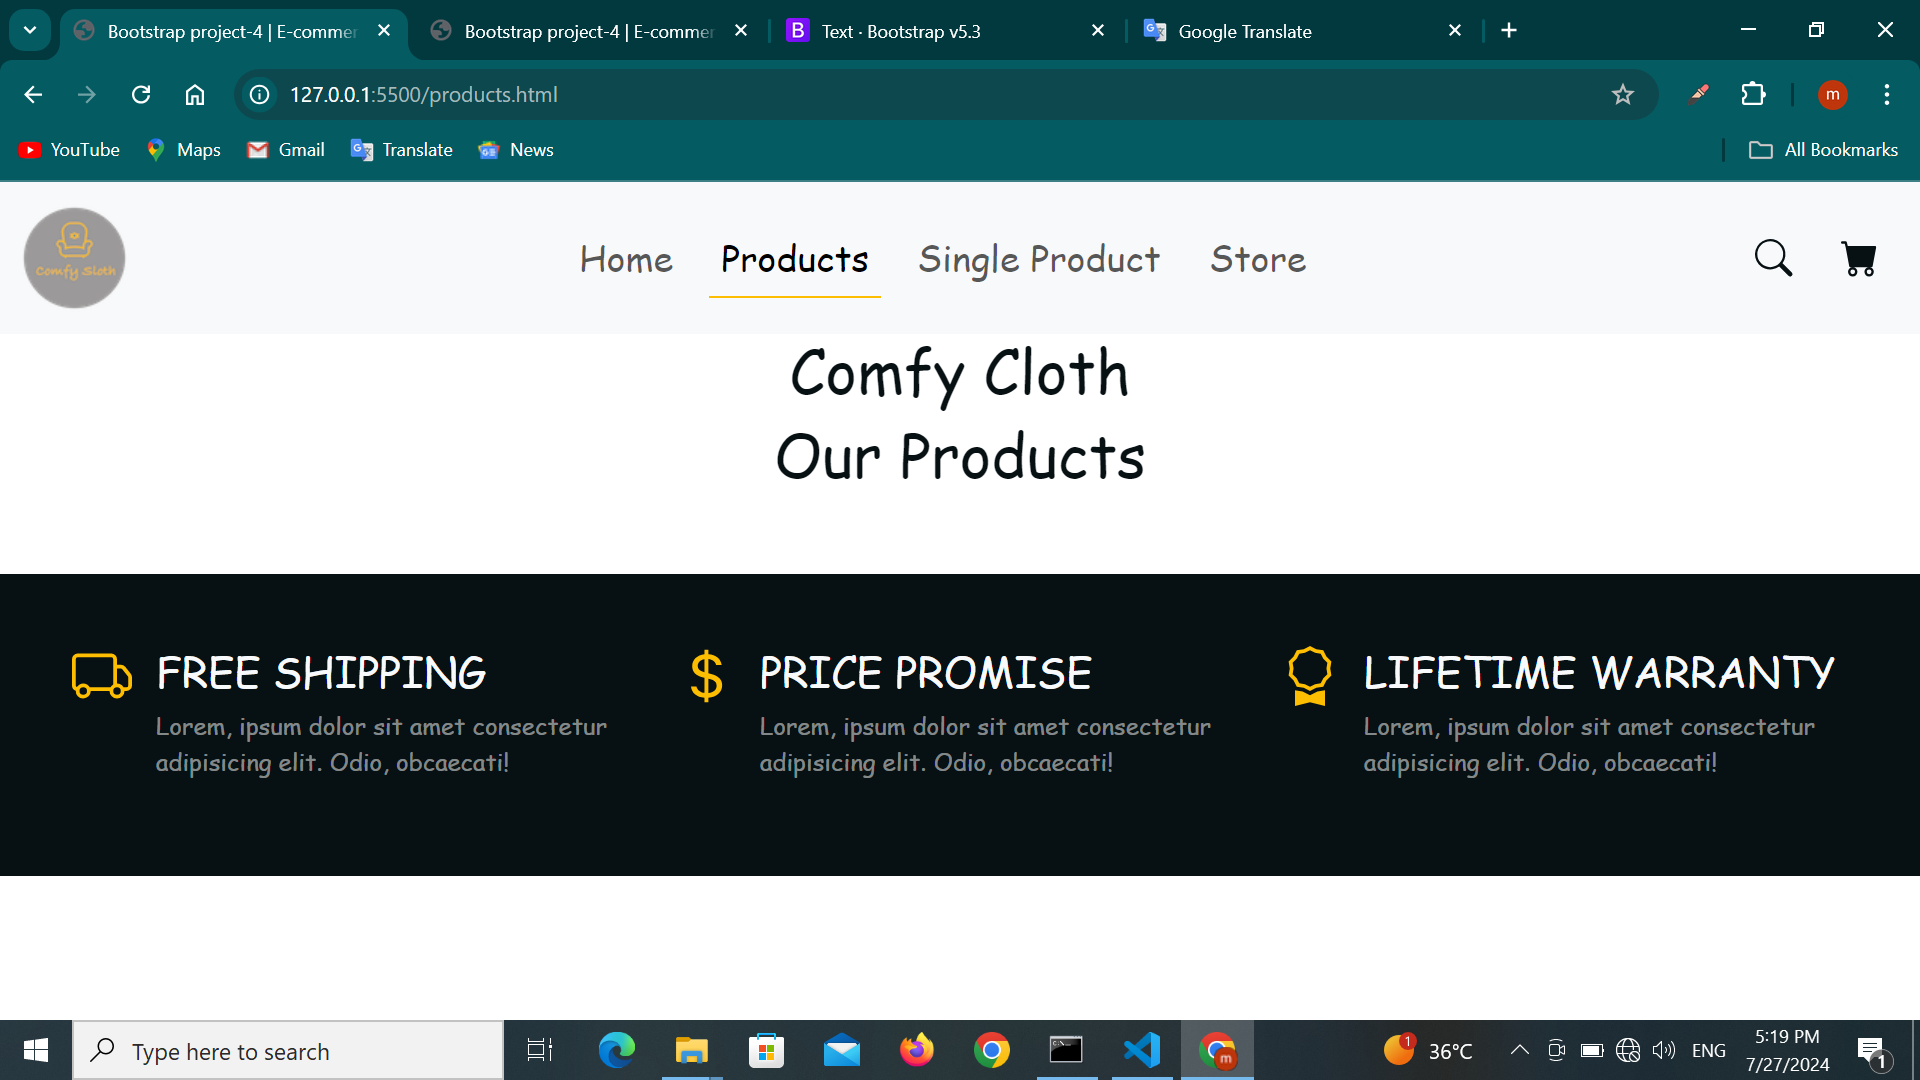 Bootstrap project-4 | E-commer
Bootstrap project-4 | E-commer
Text · Bootstrap v5.3
Google Translate
127.0.0.1:5500/products.html
m
YouTube
Maps
Gmail
Translate
News
All Bookmarks
Comfy Sloth
Home
Products
Single Product
Store
Comfy Cloth
Our Products
FREE SHIPPING
Lorem, ipsum dolor sit amet consectetur
adipisicing elit. Odio, obcaecati!
$
PRICE PROMISE
Lorem, ipsum dolor sit amet consectetur
adipisicing elit. Odio, obcaecati!
LIFETIME WARRANTY
Lorem, ipsum dolor sit amet consectetur
adipisicing elit. Odio, obcaecati!
Type here to search
m
1
36°C
ENG
5:19 PM
7/27/2024
1